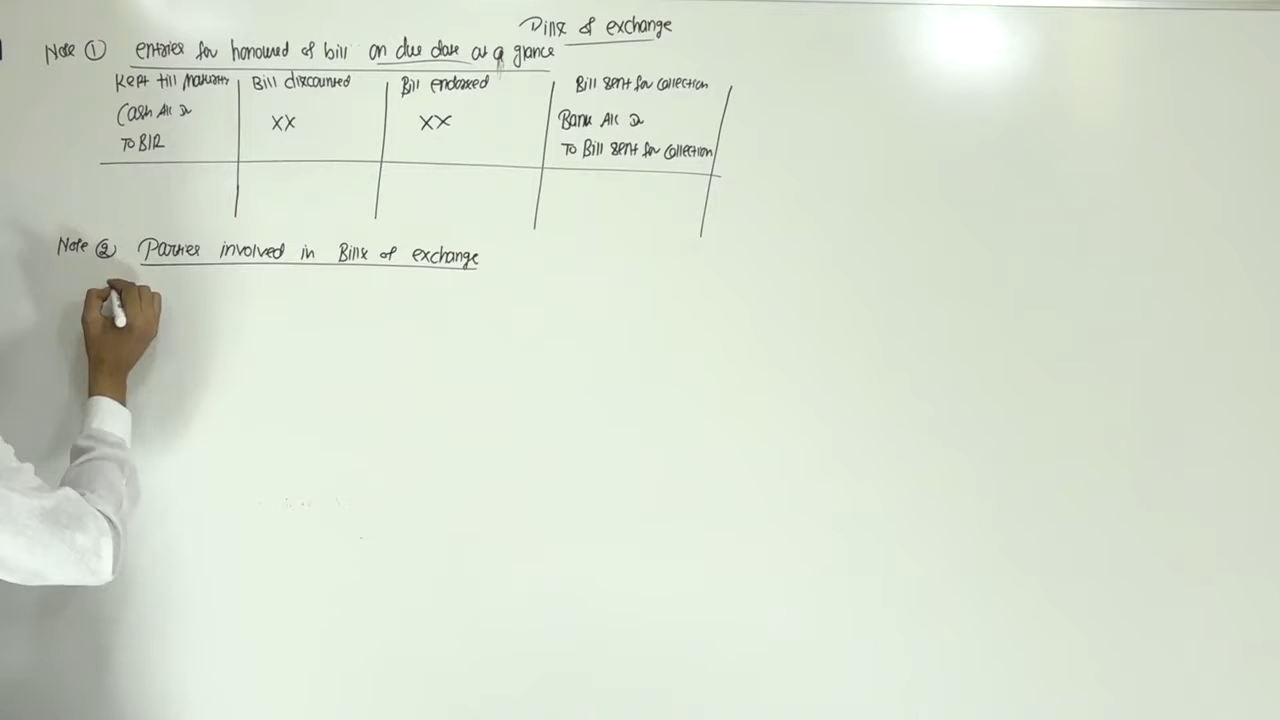 Bills of exchange
Note ① entries for honoured of bill on due date at a glance
Kept till maturity Bill discounted Bill endorsed Bill sent for collection
Cash A/c Dr XX XX Bank A/c Dr
To B/R To Bill sent for collection
Note ② Parties involved in Bills of exchange